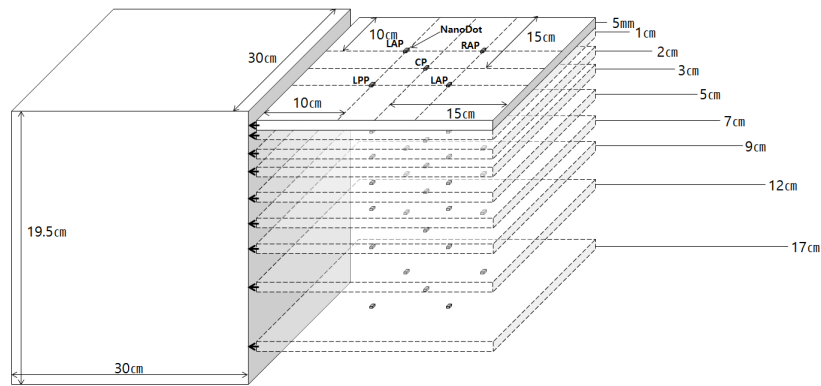 5mm
NanoDot
10cm
1cm
LAP
RAP
15cm
30cm
2cm
CP
3cm
LPP
LAP
5cm
10cm
15cm
7cm
9cm
12cm
19.5cm
17cm
30cm